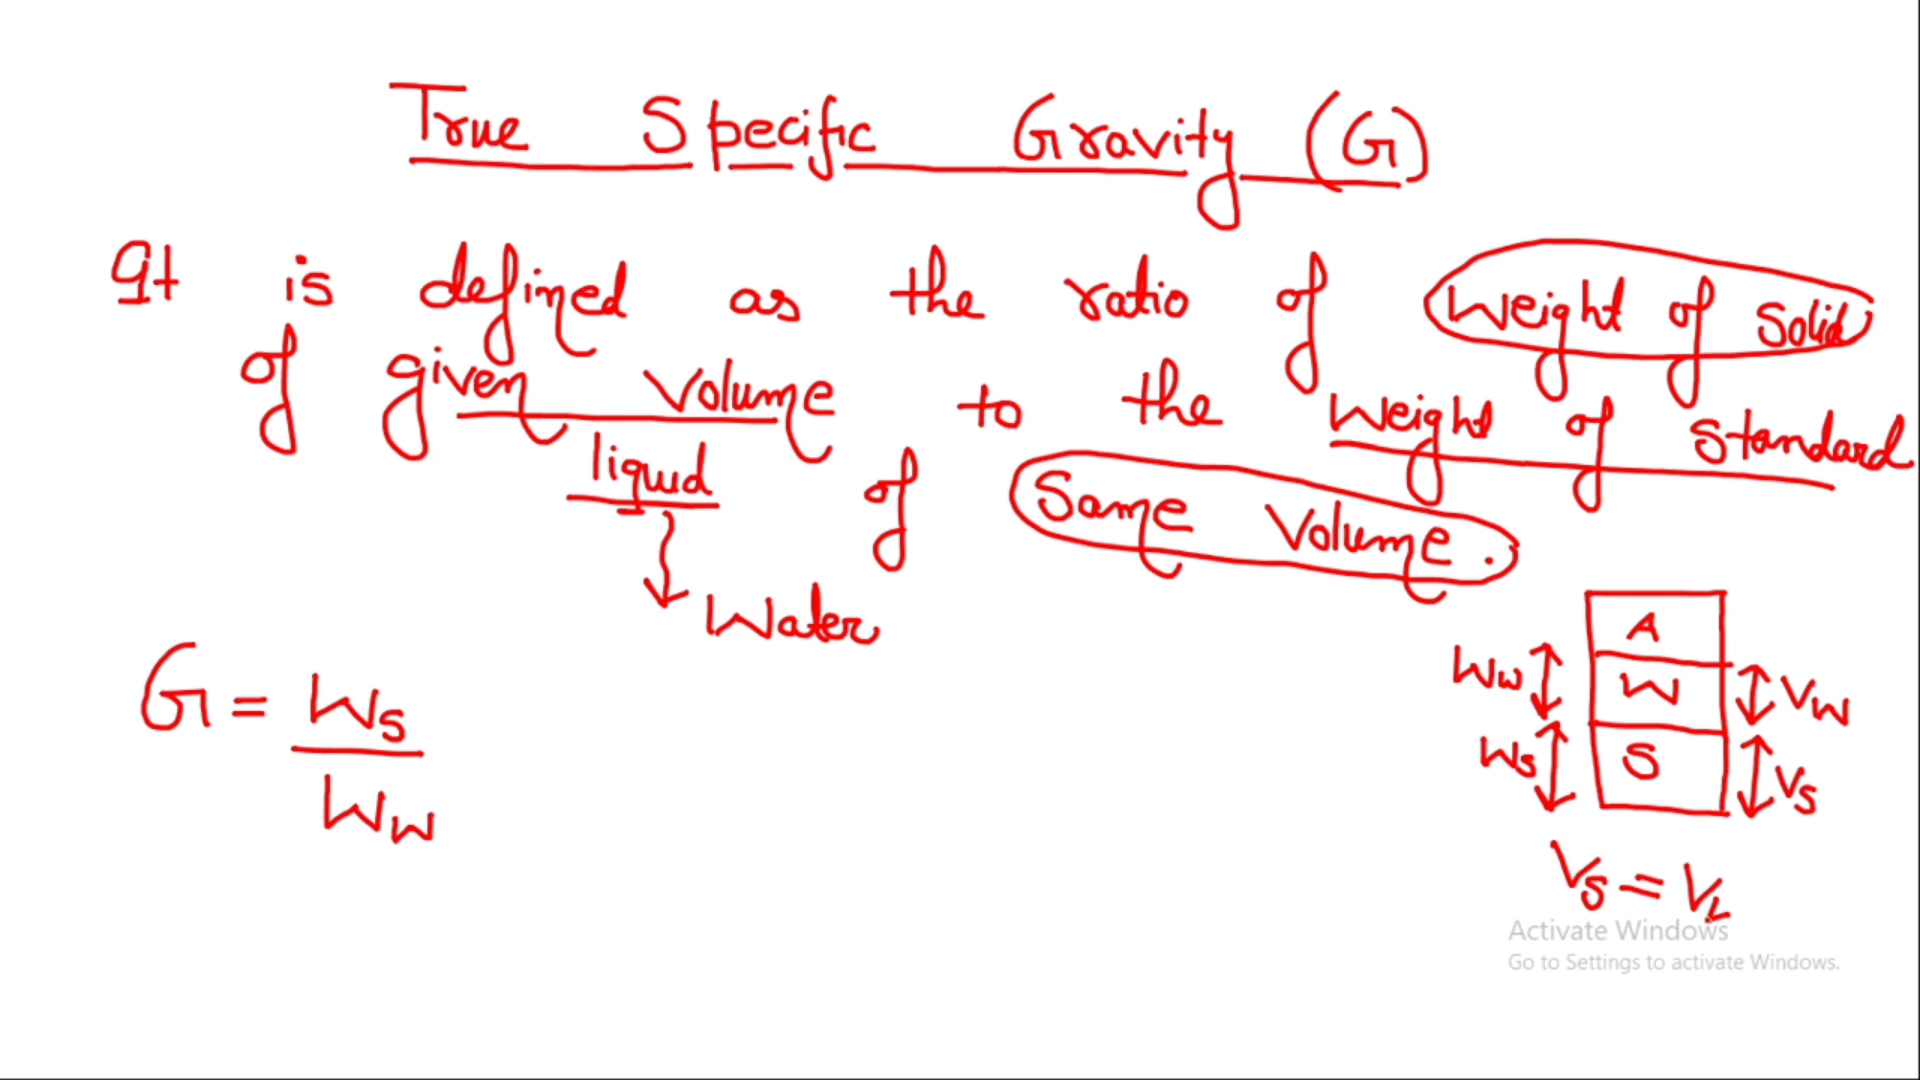 True Specific Gravity (G)
It is defined as the ratio of Weight of Solid
of given Volume to the Weight of Standard
liquid of Same Volume.
Water
G = Ws / Ww
A
Ww W Vw
Ws S Vs
Vs = VL
Activate Windows
Go to Settings to activate Windows.